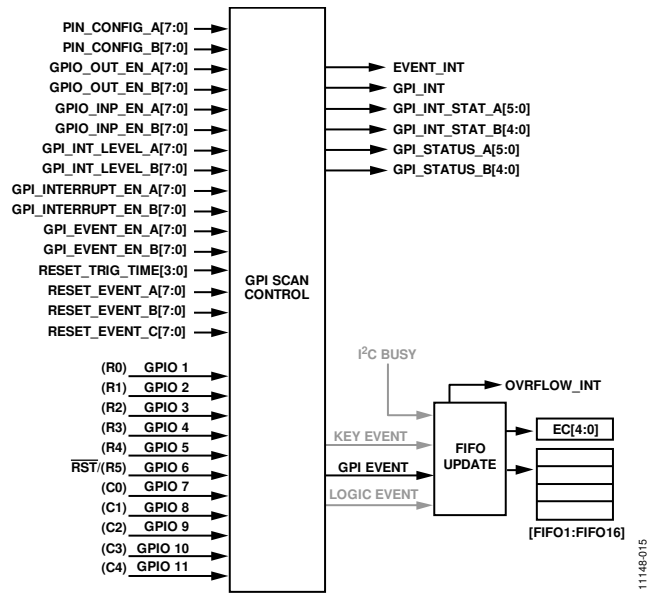 PIN_CONFIG_A[7:0]
PIN_CONFIG_B[7:0]
GPIO_OUT_EN_A[7:0]
GPIO_OUT_EN_B[7:0]
GPIO_INP_EN_A[7:0]
GPIO_INP_EN_B[7:0]
GPI_INT_LEVEL_A[7:0]
GPI_INT_LEVEL_B[7:0]
GPI_INTERRUPT_EN_A[7:0]
GPI_INTERRUPT_EN_B[7:0]
GPI_EVENT_EN_A[7:0]
GPI_EVENT_EN_B[7:0]
RESET_TRIG_TIME[3:0]
RESET_EVENT_A[7:0]
RESET_EVENT_B[7:0]
RESET_EVENT_C[7:0]
(R0) GPIO 1
(R1) GPIO 2
(R2) GPIO 3
(R3) GPIO 4
(R4) GPIO 5
RST/(R5) GPIO 6
(C0) GPIO 7
(C1) GPIO 8
(C2) GPIO 9
(C3) GPIO 10
(C4) GPIO 11
GPI SCAN
CONTROL
EVENT_INT
GPI_INT
GPI_INT_STAT_A[5:0]
GPI_INT_STAT_B[4:0]
GPI_STATUS_A[5:0]
GPI_STATUS_B[4:0]
I2C BUSY
KEY EVENT
GPI EVENT
LOGIC EVENT
FIFO
UPDATE
OVRFLOW_INT
EC[4:0]
[FIFO1:FIFO16]
11148-015